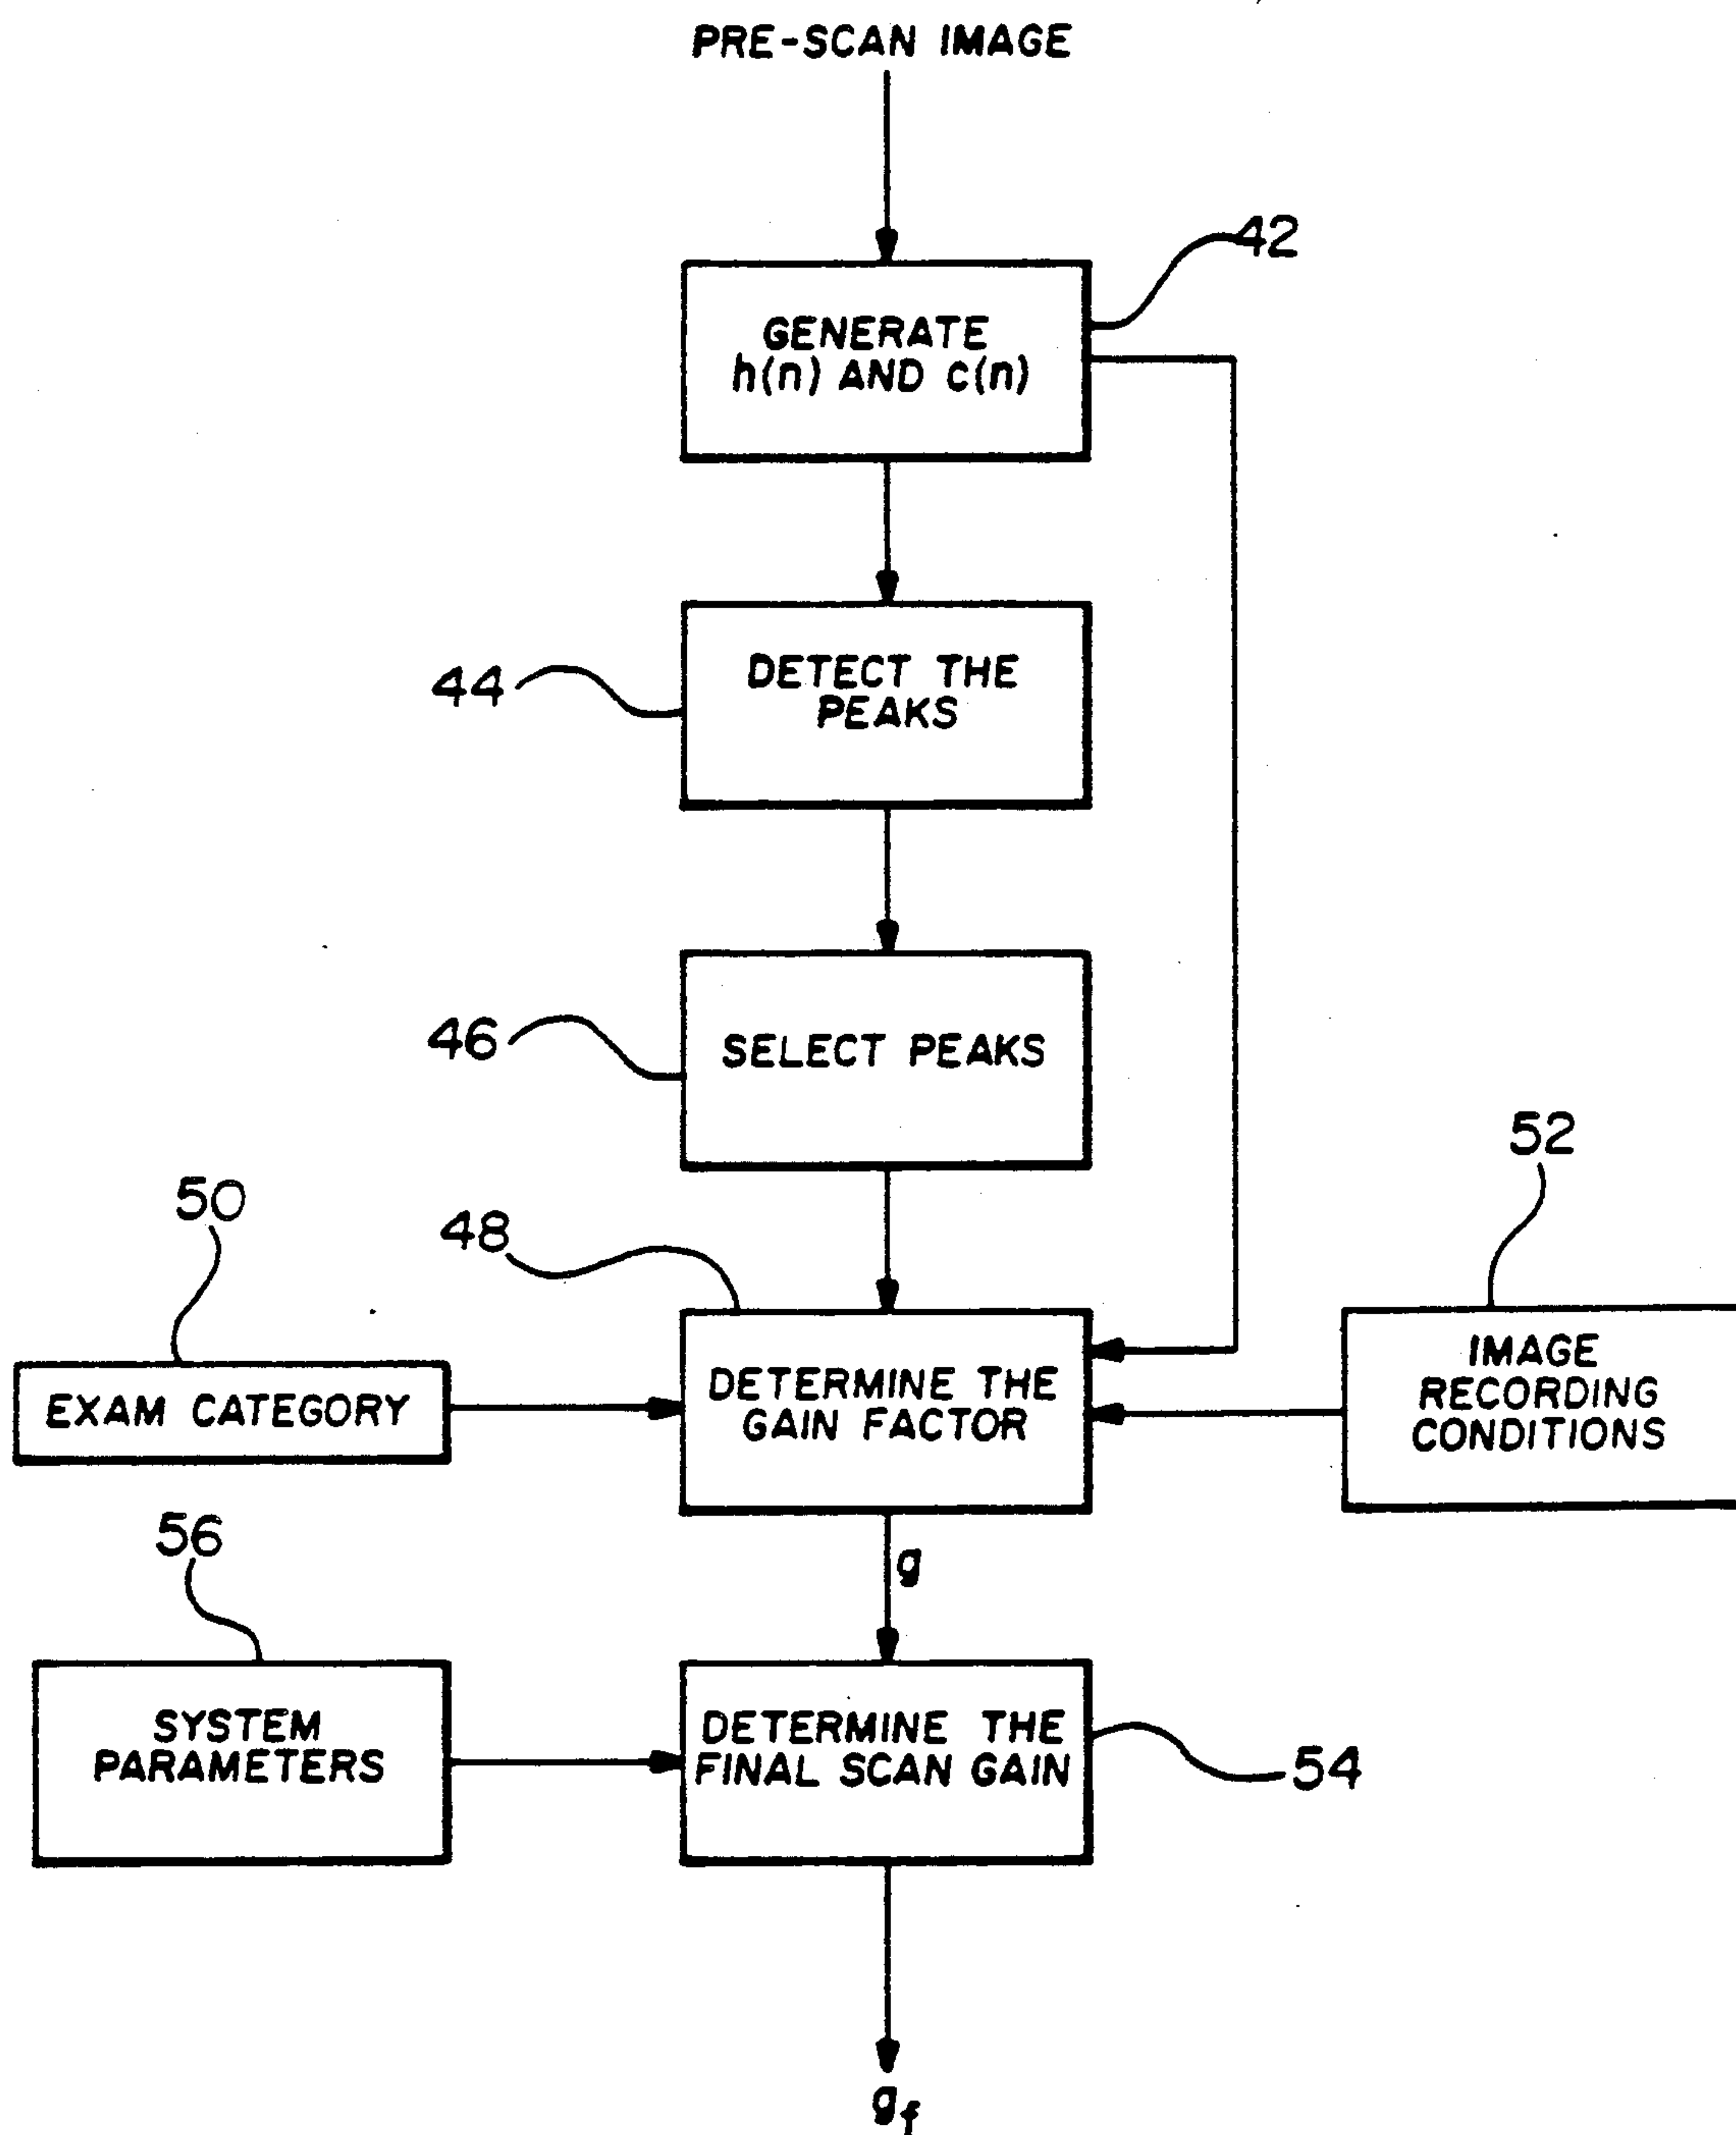 PRE-SCAN IMAGE
42
GENERATE
h(n) AND c(n)
44
DETECT THE
PEAKS
46
SELECT PEAKS
52
50
48
IMAGE
RECORDING
CONDITIONS
EXAM CATEGORY
DETERMINE THE
GAIN FACTOR
56
g
SYSTEM
PARAMETERS
DETERMINE THE
FINAL SCAN GAIN
54
gf